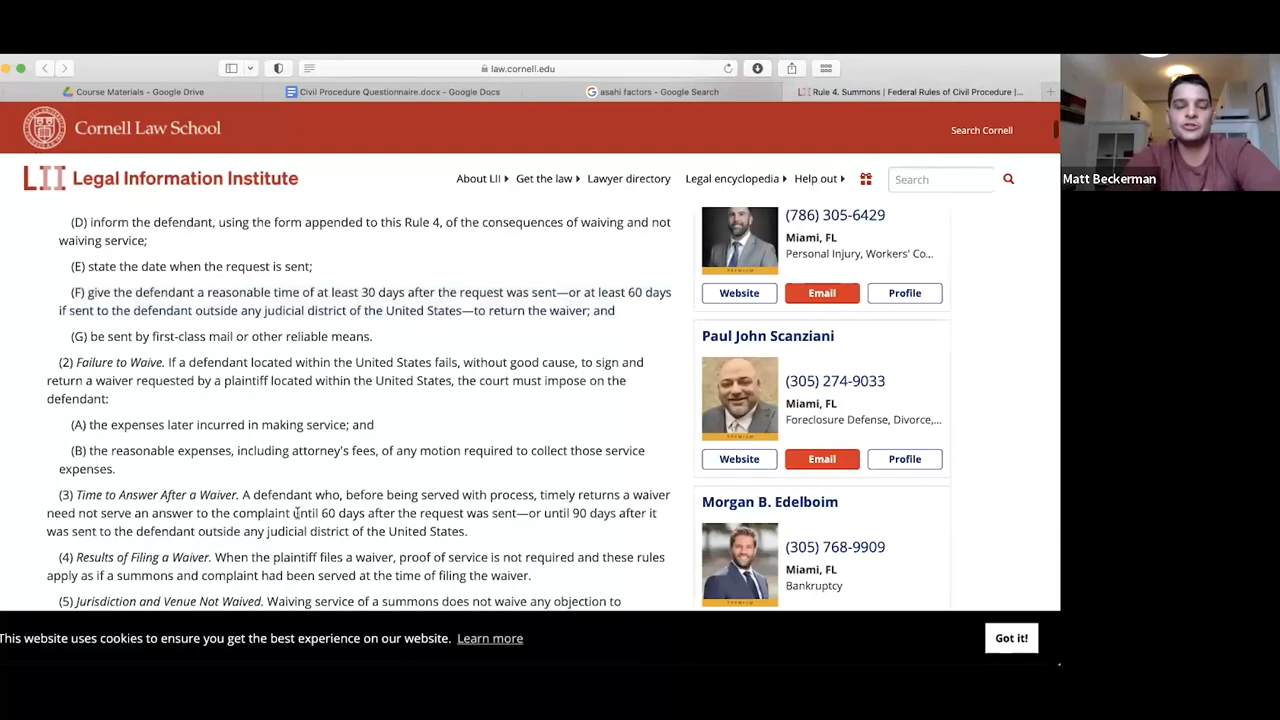 law.cornell.edu
Course Materials - Google Drive
Civil Procedure Questionnaire.docx - Google Docs
asahi factors - Google Search
Rule 4. Summons | Federal Rules of Civil Procedure |...
Cornell Law School
Search Cornell
LII Legal Information Institute
About LII
Get the law
Lawyer directory
Legal encyclopedia
Help out
Search
(D) inform the defendant, using the form appended to this Rule 4, of the consequences of waiving and not
waiving service;
(E) state the date when the request is sent;
(F) give the defendant a reasonable time of at least 30 days after the request was sent—or at least 60 days
if sent to the defendant outside any judicial district of the United States—to return the waiver; and
(G) be sent by first-class mail or other reliable means.
(2) Failure to Waive. If a defendant located within the United States fails, without good cause, to sign and
return a waiver requested by a plaintiff located within the United States, the court must impose on the
defendant:
(A) the expenses later incurred in making service; and
(B) the reasonable expenses, including attorney's fees, of any motion required to collect those service
expenses.
(3) Time to Answer After a Waiver. A defendant who, before being served with process, timely returns a waiver
need not serve an answer to the complaint until 60 days after the request was sent—or until 90 days after it
was sent to the defendant outside any judicial district of the United States.
(4) Results of Filing a Waiver. When the plaintiff files a waiver, proof of service is not required and these rules
apply as if a summons and complaint had been served at the time of filing the waiver.
(5) Jurisdiction and Venue Not Waived. Waiving service of a summons does not waive any objection to
(786) 305-6429
Miami, FL
Personal Injury, Workers' Co...
PREMIUM
Website
Email
Profile
Paul John Scanziani
(305) 274-9033
Miami, FL
Foreclosure Defense, Divorce,...
PREMIUM
Website
Email
Profile
Morgan B. Edelboim
(305) 768-9909
Miami, FL
Bankruptcy
PREMIUM
This website uses cookies to ensure you get the best experience on our website. Learn more
Got it!
Matt Beckerman